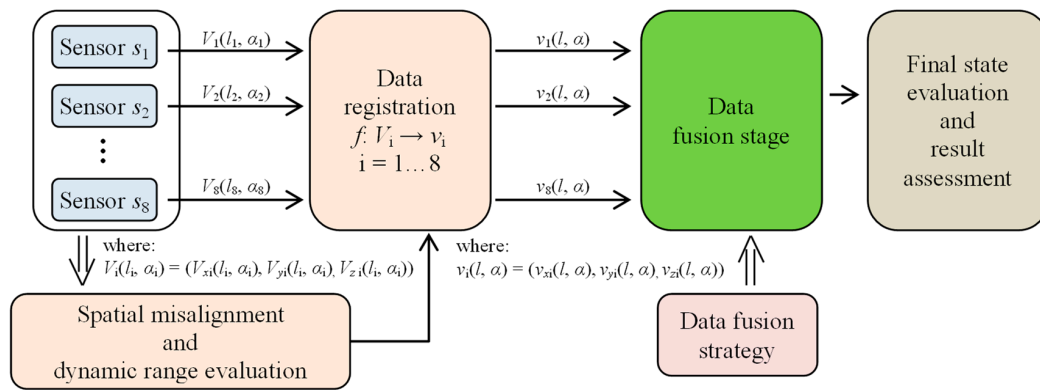 Sensor s₁
Sensor s₂
⋮
Sensor s₈
V₁(l₁, α₁)
V₂(l₂, α₂)
V₈(l₈, α₈)
Data
registration
f: Vᵢ → vᵢ
i = 1…8
v₁(l, α)
v₂(l, α)
v₈(l, α)
Data
fusion stage
Final state
evaluation
and
result
assessment
where:
Vᵢ(lᵢ, αᵢ) = (Vₓᵢ(lᵢ, αᵢ), Vyᵢ(lᵢ, αᵢ), Vzᵢ(lᵢ, αᵢ))
where:
vᵢ(l, α) = (vₓᵢ(l, α), vyᵢ(l, α), vzᵢ(l, α))
Spatial misalignment
and
dynamic range evaluation
Data fusion
strategy